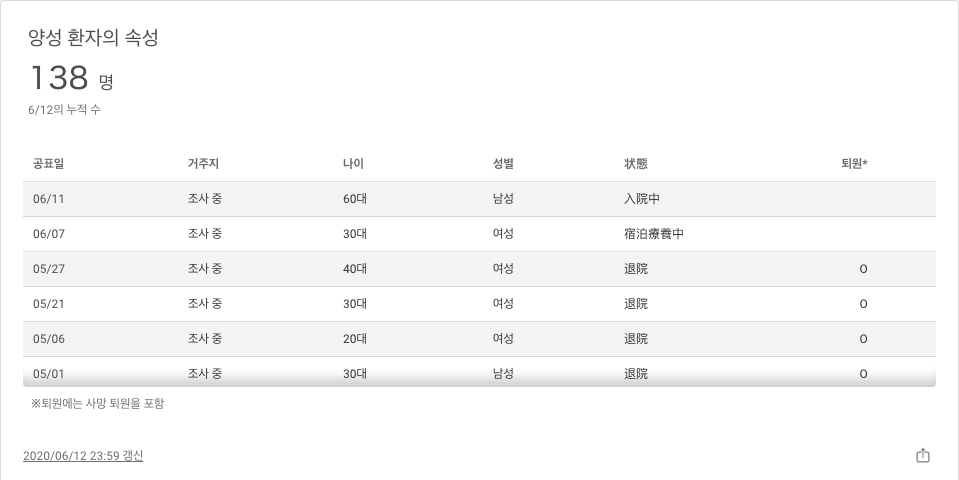 양성 환자의 속성
138 명
6/12의 누적 수
공표일 거주지 나이 성별 状態 퇴원*
06/11 조사 중 60대 남성 入院中
06/07 조사 중 30대 여성 宿泊療養中
05/27 조사 중 40대 여성 退院 O
05/21 조사 중 30대 여성 退院 O
05/06 조사 중 20대 여성 退院 O
05/01 조사 중 30대 남성 退院 O
※퇴원에는 사망 퇴원을 포함
2020/06/12 23:59 갱신